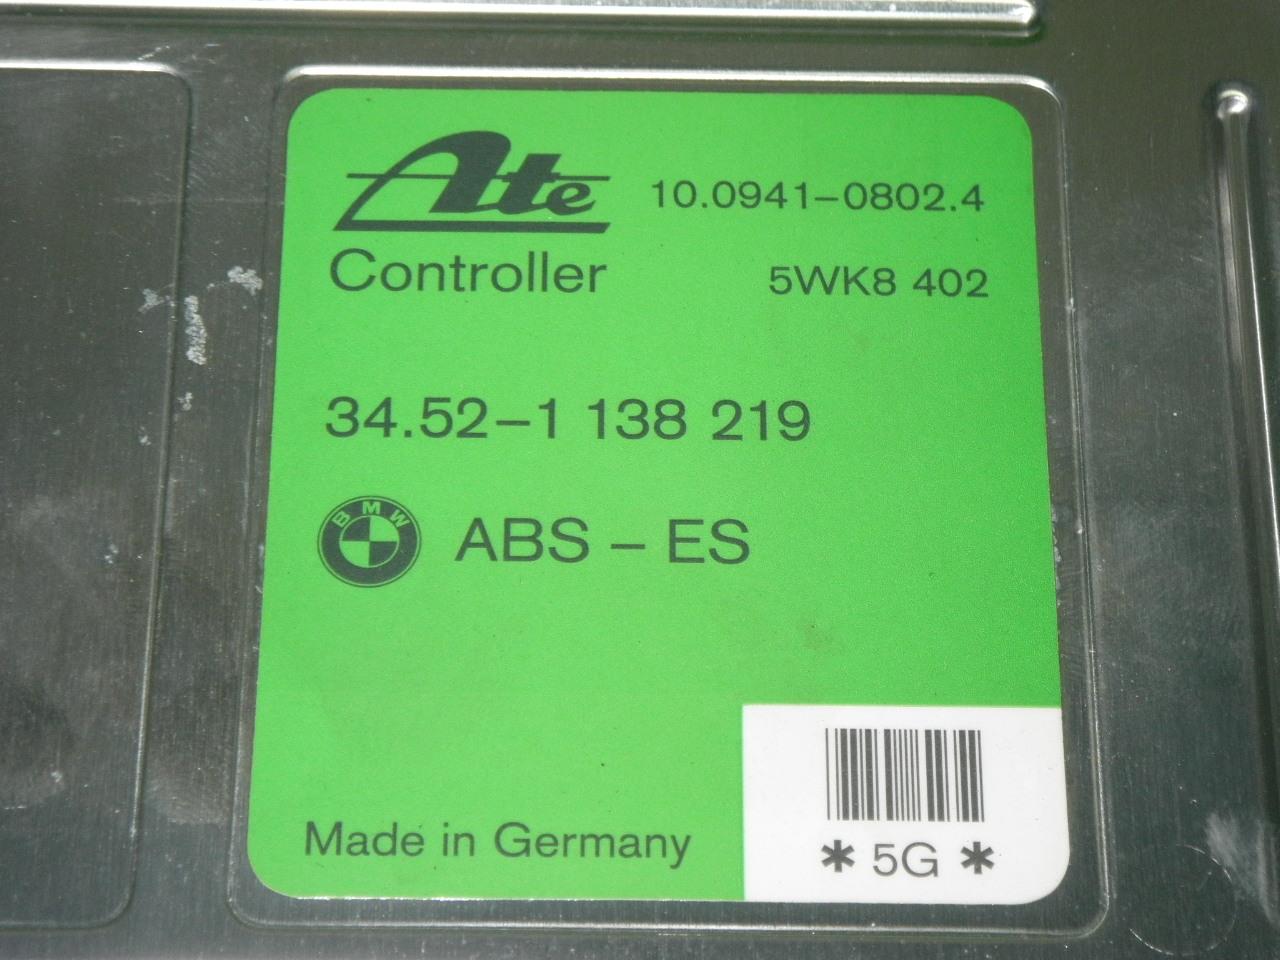 Ate 10.0941-0802.4
Controller 5WK8 402
34.52-1 138 219
BMW ABS - ES
Made in Germany
* 5G *